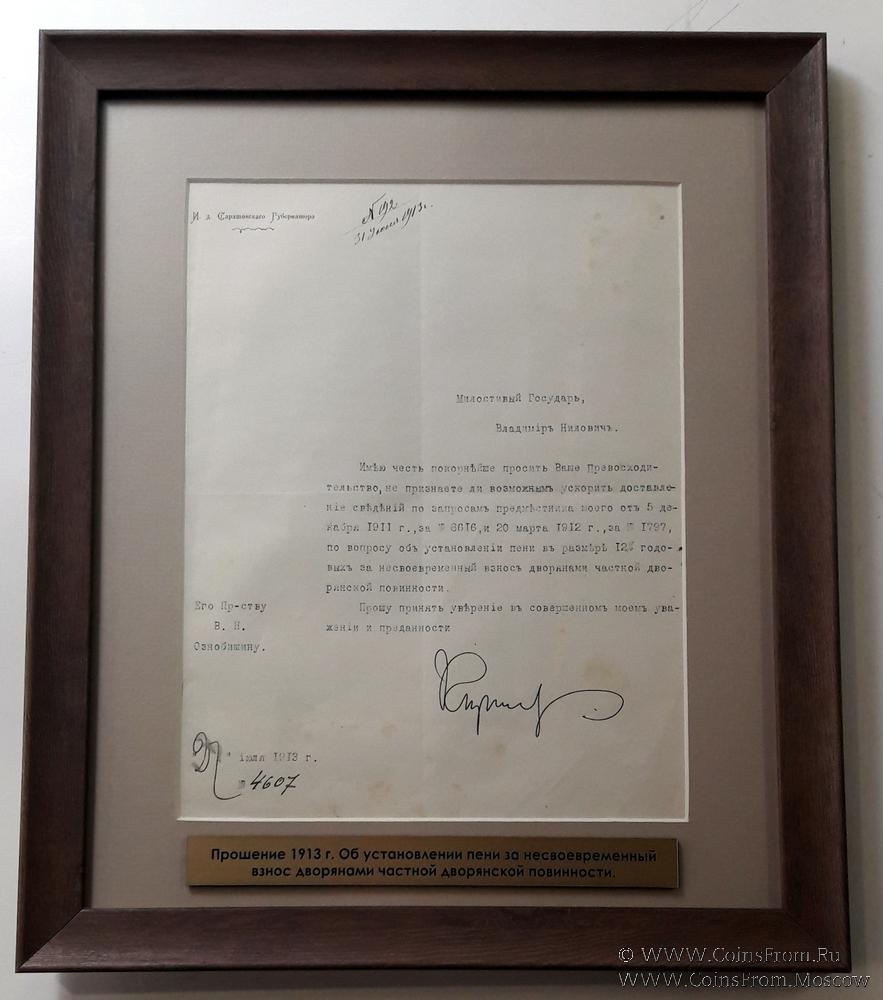 И. д. Саратовскаго Губернатора
№ 192
31 Июля 1913 г.
Милостивый Государь,
Владиміръ Ниловичъ.
Имѣю честь покорнѣйше просить Ваше Превосходи-
тельство, не признаете ли возможнымъ ускорить доставле-
ніе свѣдѣній по запросамъ предмѣстника моего отъ 5 де-
кабря 1911 г., за № 6616, и 20 марта 1912 г., за № 1797,
по вопросу объ установленіи пени въ размѣрѣ 12% годо-
выхъ за несвоевременный взносъ дворянами частной дво-
рянской повинности.
Прошу принять увѣреніе въ совершенномъ моемъ ува-
женіи и преданности
Его Пр-ству
В. Н.
Ознобишину.
" іюля 1913 г.
№ 4607
Прошение 1913 г. Об установлении пени за несвоевременный
взнос дворянами частной дворянской повинности.
© WWW.CoinsFrom.Ru
WWW.CoinsFrom.Moscow